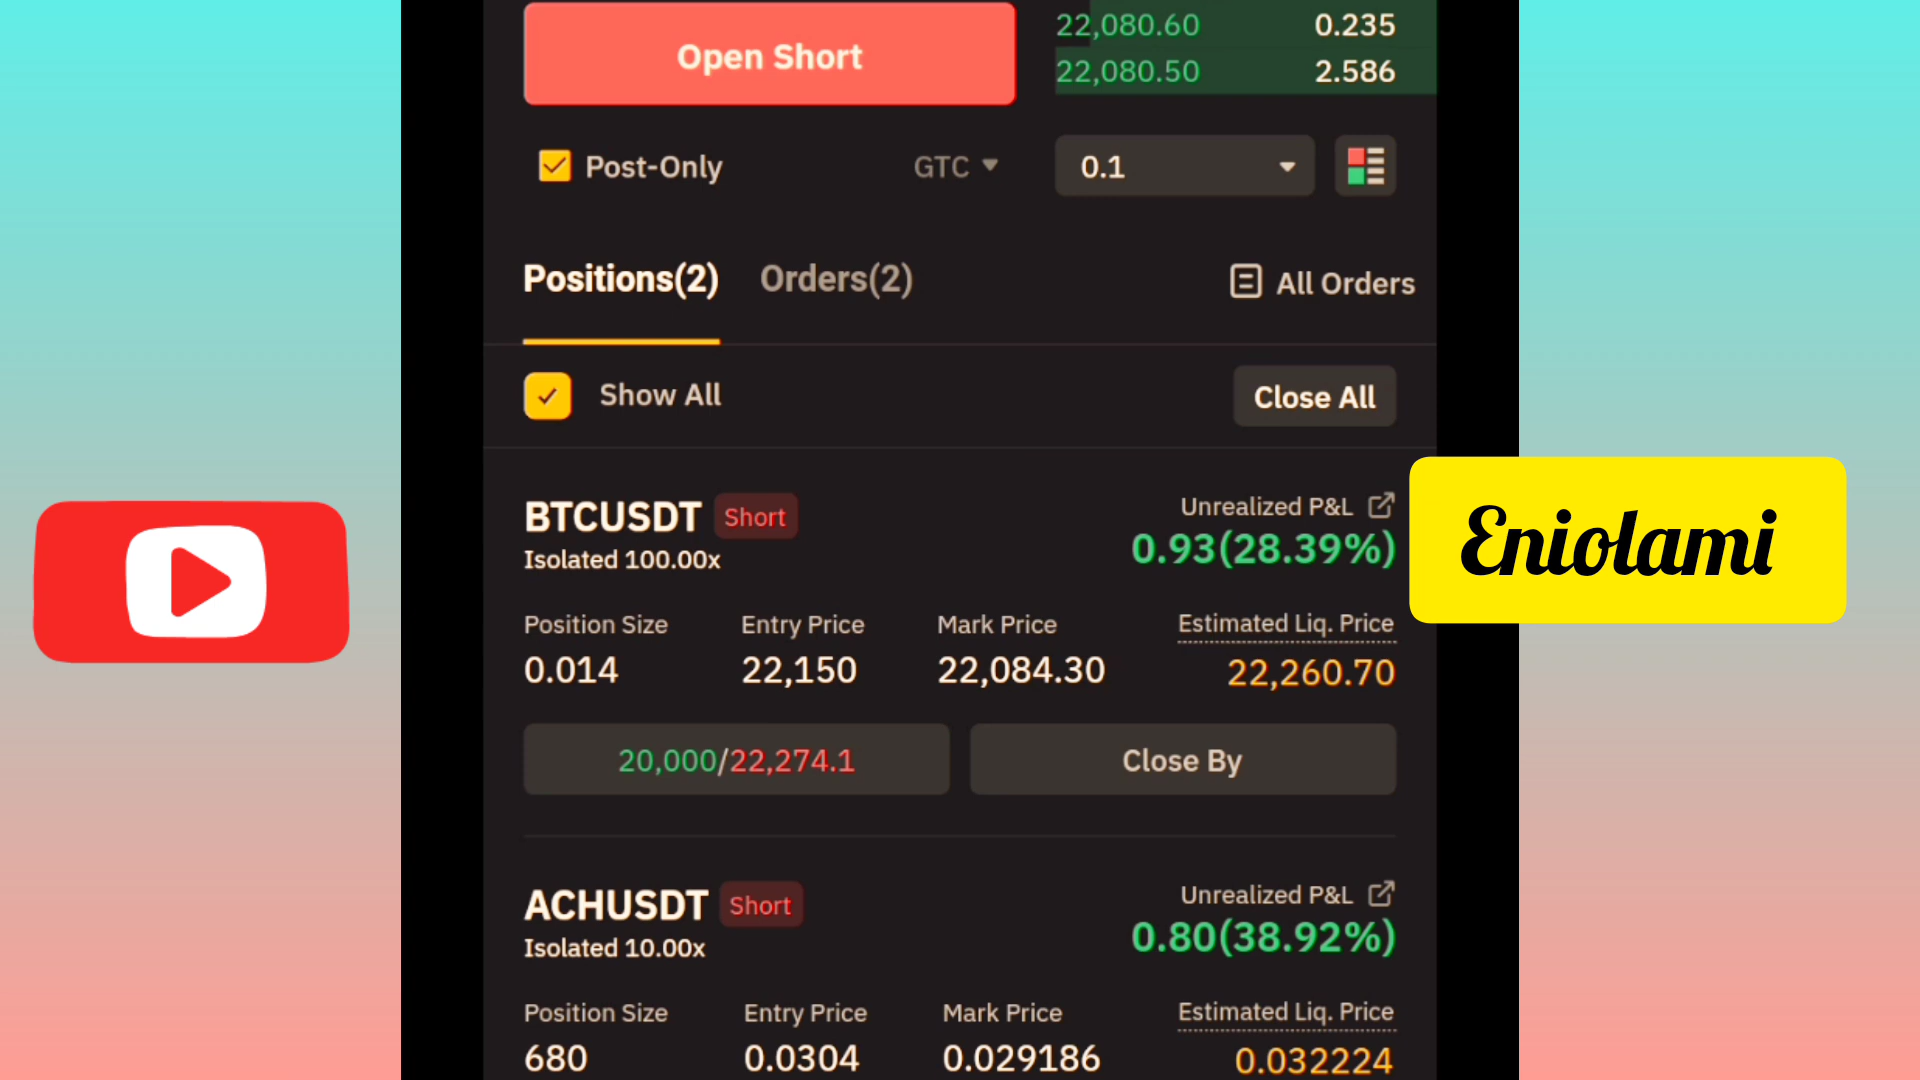 Open Short
22,080.60 0.235
22,080.50 2.586
Post-Only GTC 0.1
Positions(2) Orders(2) All Orders
Show All Close All
BTCUSDT Short Unrealized P&L
Isolated 100.00x 0.93(28.39%)
Position Size Entry Price Mark Price Estimated Liq. Price
0.014 22,150 22,084.30 22,260.70
20,000/22,274.1 Close By
ACHUSDT Short Unrealized P&L
Isolated 10.00x 0.80(38.92%)
Position Size Entry Price Mark Price Estimated Liq. Price
680 0.0304 0.029186 0.032224
Eniolami